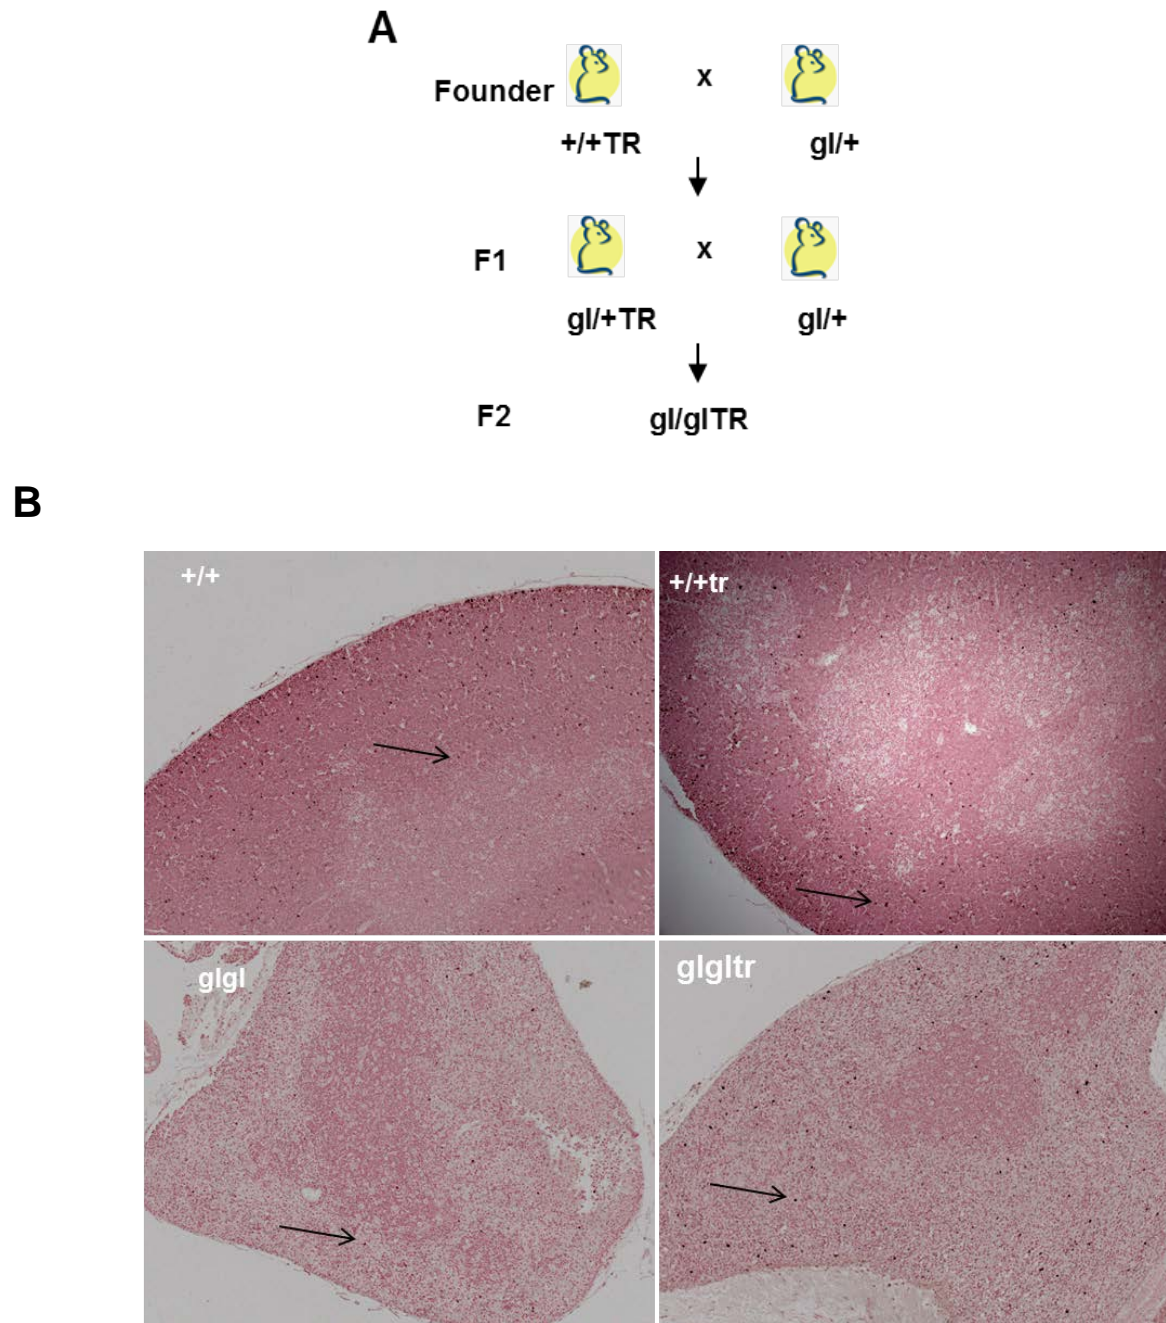 A
Founder
x
+/+TR
gl/+
F1
x
gl/+TR
gl/+
F2
gl/glTR
B
+/+
+/+tr
glgl
glgltr